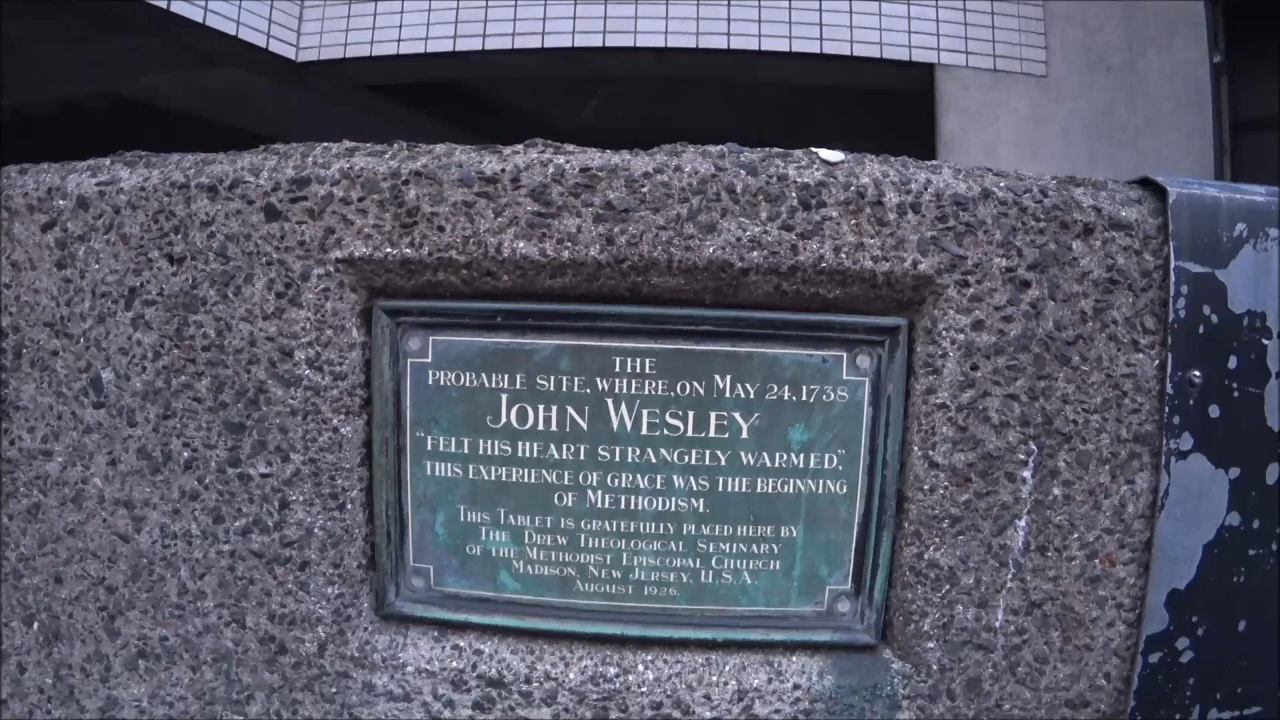 THE
PROBABLE SITE, WHERE, ON MAY 24, 1738
JOHN WESLEY
"FELT HIS HEART STRANGELY WARMED",
THIS EXPERIENCE OF GRACE WAS THE BEGINNING
OF METHODISM.
THIS TABLET IS GRATEFULLY PLACED HERE BY
THE DREW THEOLOGICAL SEMINARY
OF THE METHODIST EPISCOPAL CHURCH
MADISON, NEW JERSEY, U.S.A.
AUGUST 1926.